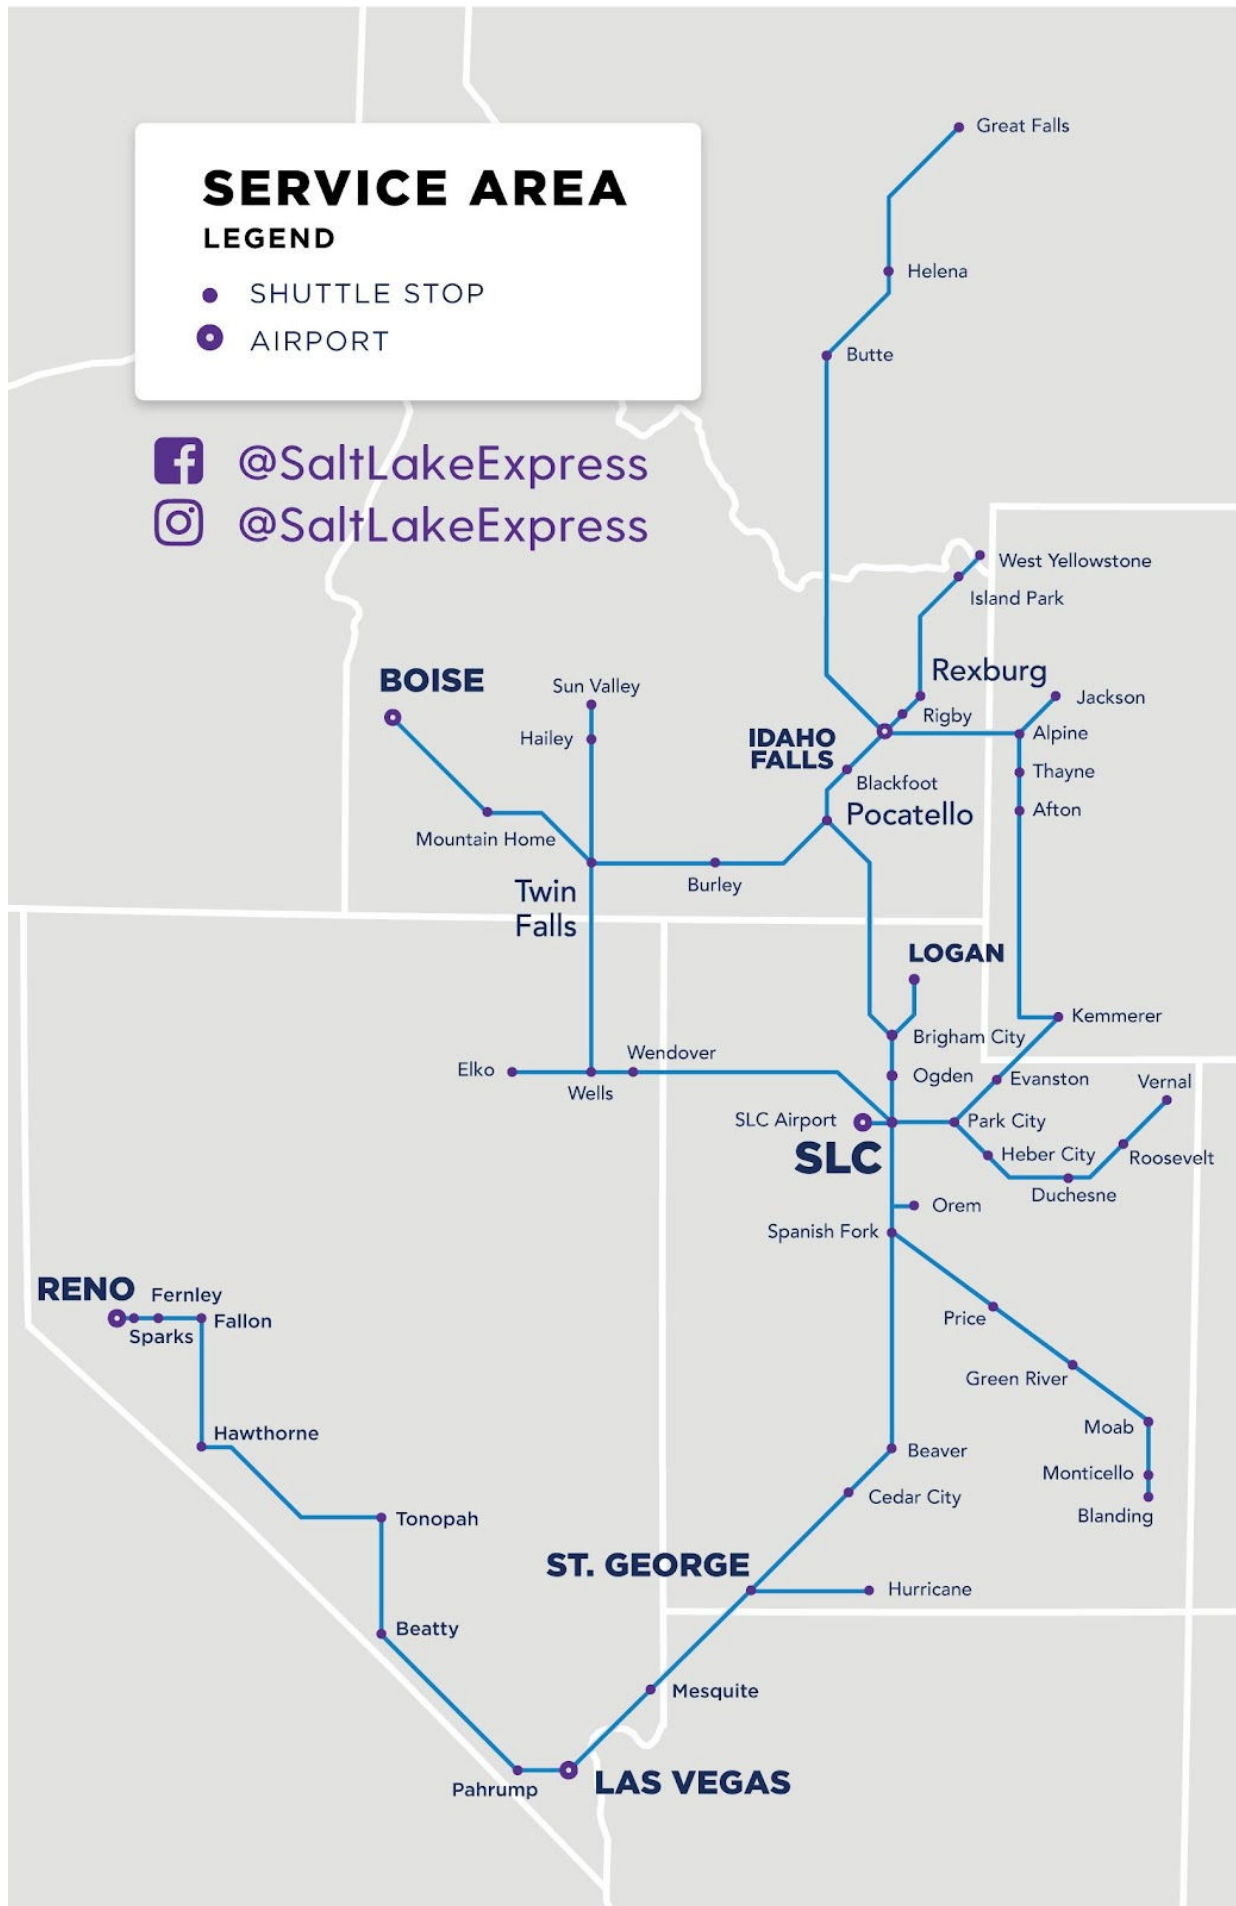 SERVICE AREA
LEGEND
SHUTTLE STOP
AIRPORT
@SaltLakeExpress
@SaltLakeExpress
Great Falls
Helena
Butte
West Yellowstone
Island Park
Rexburg
Rigby
Jackson
IDAHO
FALLS
Alpine
Thayne
Afton
Blackfoot
Pocatello
BOISE
Sun Valley
Hailey
Mountain Home
Twin
Falls
Burley
LOGAN
Brigham City
Ogden
Kemmerer
Evanston
Vernal
Elko
Wells
Wendover
SLC Airport
SLC
Park City
Heber City
Roosevelt
Duchesne
Orem
Spanish Fork
Price
Green River
Moab
Monticello
Blanding
RENO
Fernley
Sparks
Fallon
Hawthorne
Tonopah
Beatty
Beaver
Cedar City
ST. GEORGE
Hurricane
Mesquite
Pahrump
LAS VEGAS